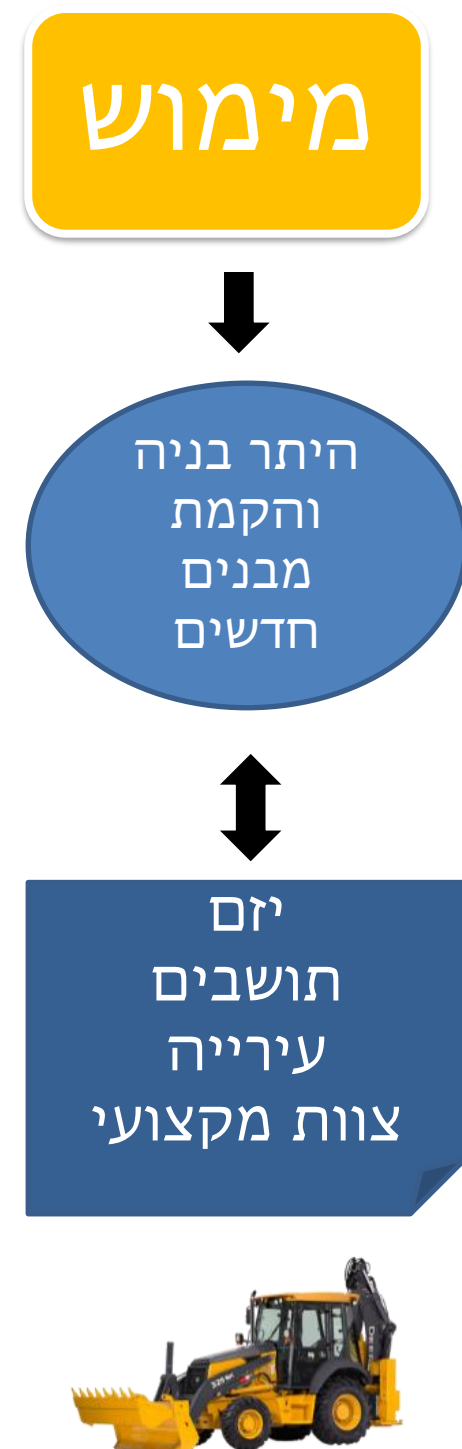 מימוש
היתר בניה
והקמת
מבנים
חדשים
יזם
תושבים
עירייה
צוות מקצועי